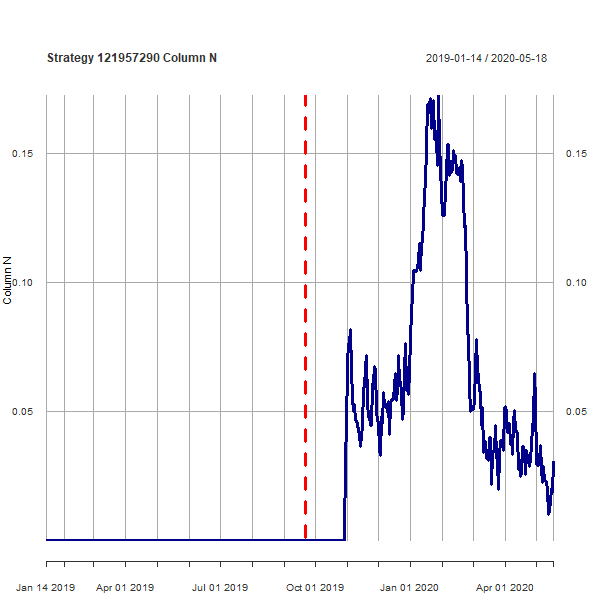 Strategy 121957290 Column N
2019-01-14 / 2020-05-18
0.15
0.15
0.10
0.10
Column N
0.05
0.05
Jan 14 2019
Apr 01 2019
Jul 01 2019
Oct 01 2019
Jan 01 2020
Apr 01 2020